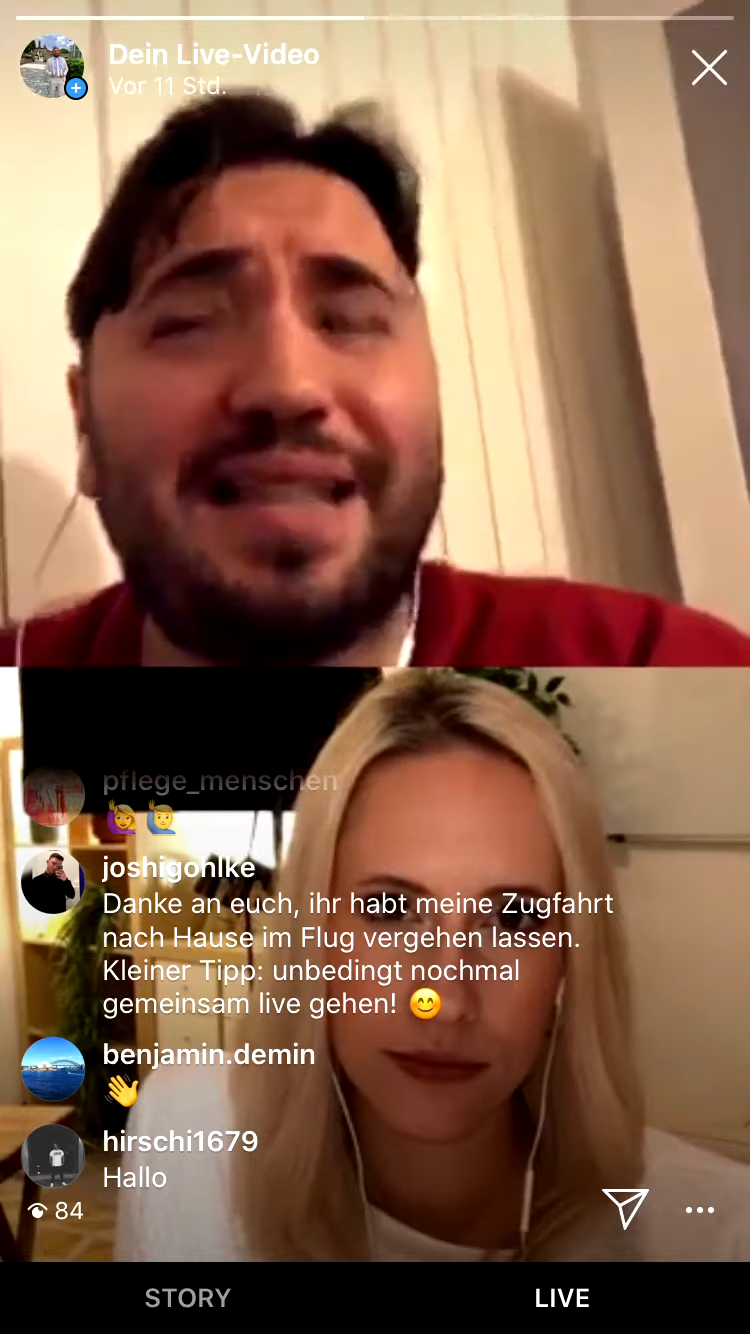 Dein Live-Video
Vor 11 Std.
pflege_menschen
🙋‍♀️ 🙋‍♂️
joshigohlke
Danke an euch, ihr habt meine Zugfahrt
nach Hause im Flug vergehen lassen.
Kleiner Tipp: unbedingt nochmal
gemeinsam live gehen! 😊
benjamin.demin
👋
hirschi1679
Hallo
84
STORY
LIVE